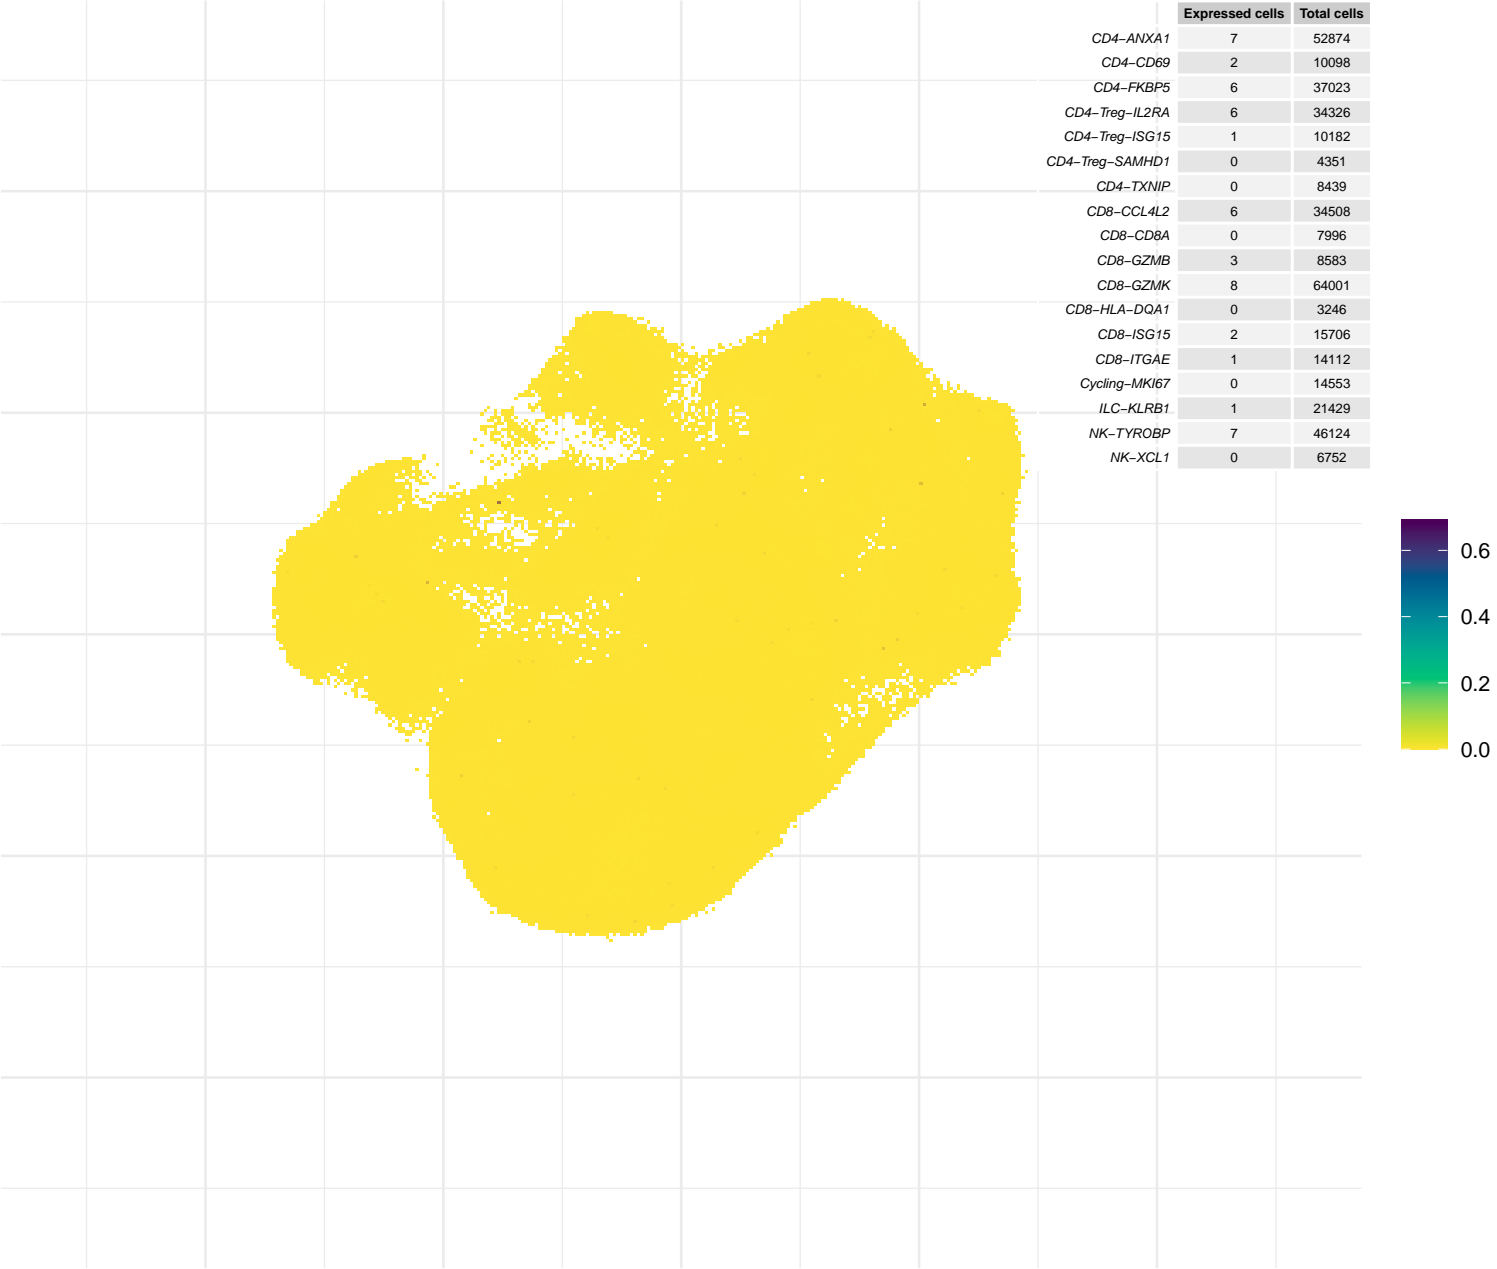 Expressed cells Total cells
CD4−ANXA1 7 52874
CD4−CD69 2 10098
CD4−FKBP5 6 37023
CD4−Treg−IL2RA 6 34326
CD4−Treg−ISG15 1 10182
CD4−Treg−SAMHD1 0 4351
CD4−TXNIP 0 8439
CD8−CCL4L2 6 34508
CD8−CD8A 0 7996
CD8−GZMB 3 8583
CD8−GZMK 8 64001
CD8−HLA−DQA1 0 3246
CD8−ISG15 2 15706
CD8−ITGAE 1 14112
Cycling−MKI67 0 14553
ILC−KLRB1 1 21429
NK−TYROBP 7 46124
NK−XCL1 0 6752
0.6
0.4
0.2
0.0